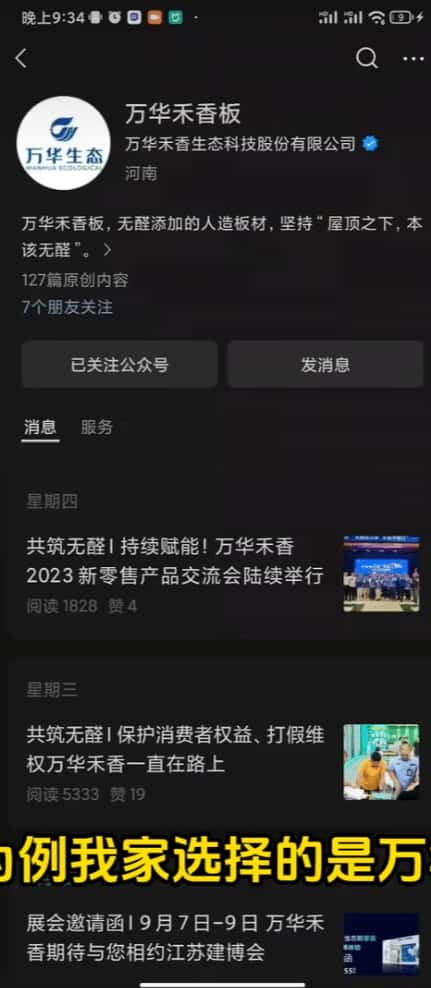 晚上9:34
9
万华生态
WANHUA ECOLOGICAL
万华禾香板
万华禾香生态科技股份有限公司
河南
万华禾香板，无醛添加的人造板材，坚持“屋顶之下，本
该无醛”。
127篇原创内容
7个朋友关注
已关注公众号
发消息
消息
服务
星期四
共筑无醛 | 持续赋能！万华禾香
2023 新零售产品交流会陆续举行
阅读 1828 赞 4
星期三
共筑无醛 | 保护消费者权益、打假维
权万华禾香一直在路上
阅读 5333 赞 19
为例我家选择的是万
展会邀请函 | 9 月 7日-9日 万华禾
香期待与您相约江苏建博会